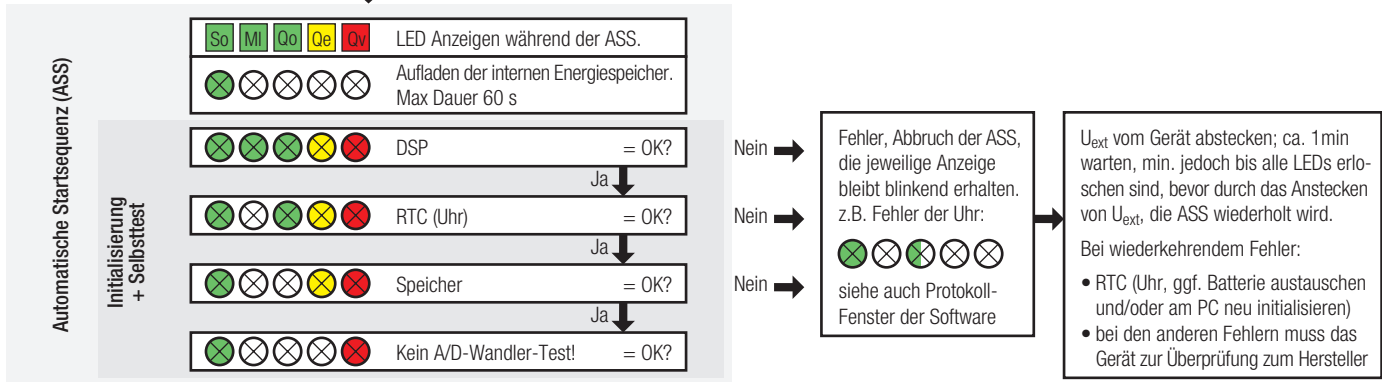 Automatische Startsequenz (ASS)
So MI Qo Qe Qv LED Anzeigen während der ASS.
Aufladen der internen Energiespeicher.
Max Dauer 60 s
Initialisierung
+ Selbsttest
DSP = OK?
Nein
Ja
RTC (Uhr) = OK?
Nein
Ja
Speicher = OK?
Nein
Ja
Kein A/D-Wandler-Test! = OK?
Fehler, Abbruch der ASS,
die jeweilige Anzeige
bleibt blinkend erhalten.
z.B. Fehler der Uhr:
siehe auch Protokoll-
Fenster der Software
Uext vom Gerät abstecken; ca. 1min
warten, min. jedoch bis alle LEDs erlo-
schen sind, bevor durch das Anstecken
von Uext, die ASS wiederholt wird.
Bei wiederkehrendem Fehler:
• RTC (Uhr, ggf. Batterie austauschen
und/oder am PC neu initialisieren)
• bei den anderen Fehlern muss das
Gerät zur Überprüfung zum Hersteller